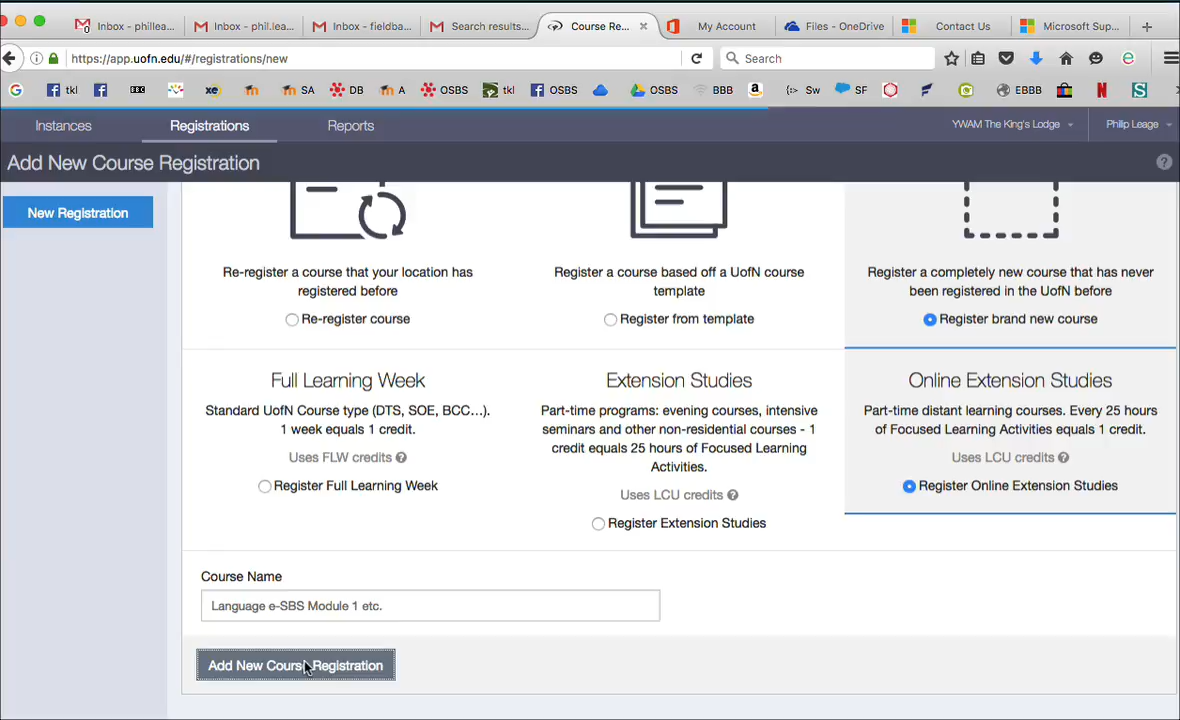 Inbox - phillea...
Inbox - phil.lea...
Inbox - fieldba...
Search results...
Course Re...
My Account
Files - OneDrive
Contact Us
Microsoft Sup...
https://app.uofn.edu/#/registrations/new
Search
tkl
SA
DB
A
OSBS
tkl
OSBS
OSBS
BBB
Sw
SF
EBBB
Instances
Registrations
Reports
YWAM The King's Lodge
Philip Leage
Add New Course Registration
New Registration
Re-register a course that your location has
registered before
Re-register course
Register a course based off a UofN course
template
Register from template
Register a completely new course that has never
been registered in the UofN before
Register brand new course
Full Learning Week
Standard UofN Course type (DTS, SOE, BCC...).
1 week equals 1 credit.
Uses FLW credits
Register Full Learning Week
Extension Studies
Part-time programs: evening courses, intensive
seminars and other non-residential courses - 1
credit equals 25 hours of Focused Learning
Activities.
Uses LCU credits
Register Extension Studies
Online Extension Studies
Part-time distant learning courses. Every 25 hours
of Focused Learning Activities equals 1 credit.
Uses LCU credits
Register Online Extension Studies
Course Name
Language e-SBS Module 1 etc.
Add New Course Registration